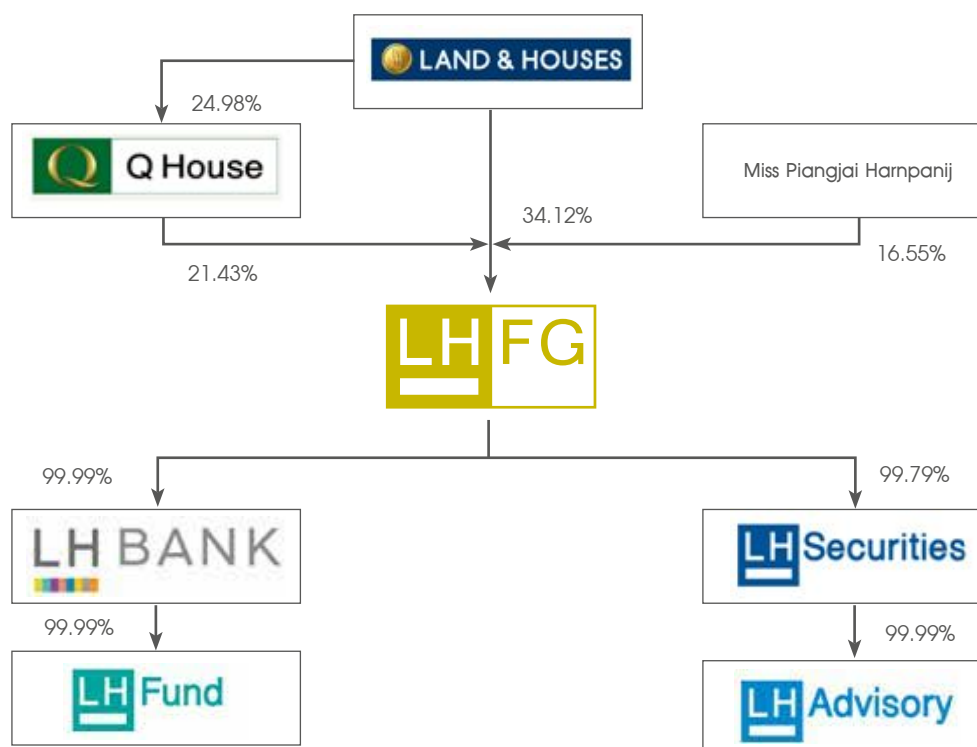 LAND & HOUSES
24.98%
Q Q House
Miss Piangjai Harnpanij
34.12%
21.43%
16.55%
LH FG
99.99%
99.79%
LH BANK
LH Securities
99.99%
99.99%
LH Fund
LH Advisory